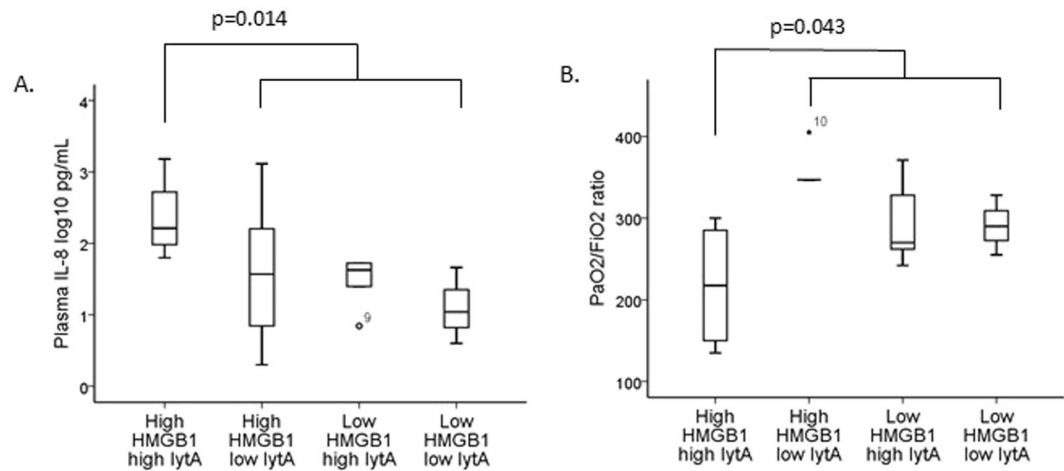 p=0.014
A.
Plasma IL-8 log10 pg/mL
4
3
2
1
0
9
High
HMGB1
high lytA
High
HMGB1
low lytA
Low
HMGB1
high lytA
Low
HMGB1
low lytA
p=0.043
B.
PaO2/FiO2 ratio
400
300
200
100
10
High
HMGB1
high lytA
High
HMGB1
low lytA
Low
HMGB1
high lytA
Low
HMGB1
low lytA